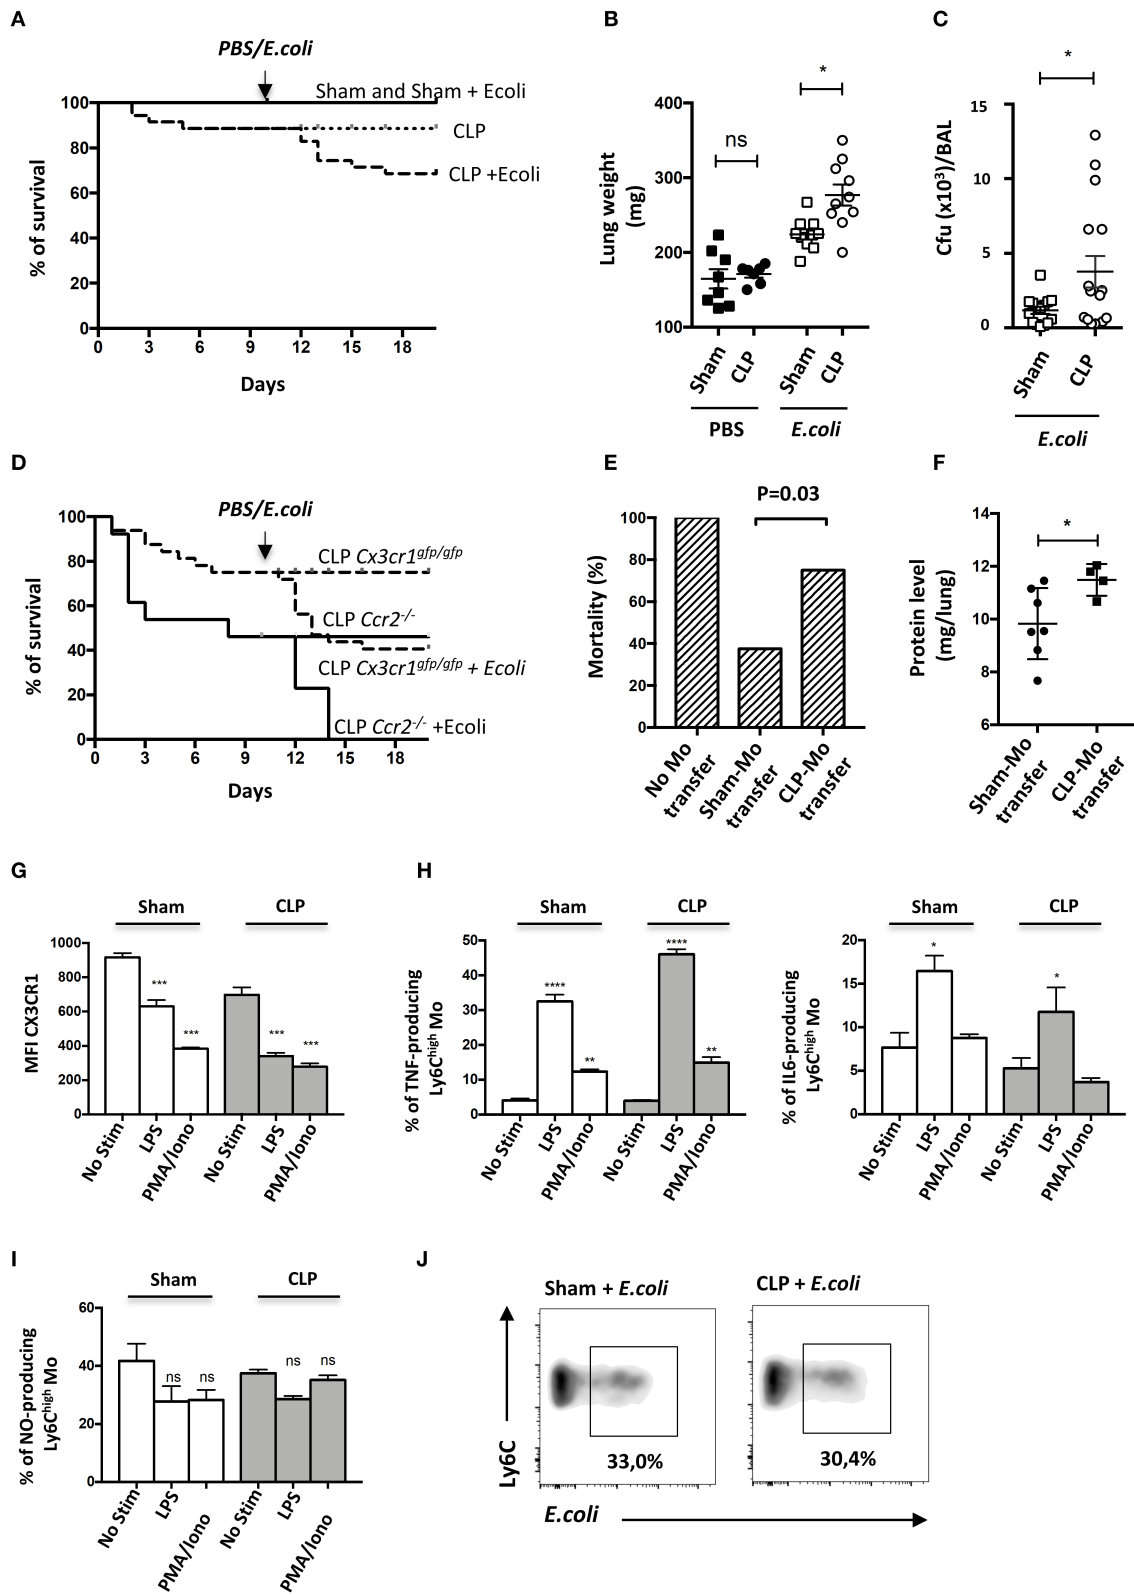 A
PBS/E.coli
Sham and Sham + Ecoli
CLP
CLP +Ecoli
% of survival
100
80
60
40
20
0
0 3 6 9 12 15 18
Days
B
Lung weight
(mg)
400
300
200
100
ns
*
Sham
CLP
Sham
CLP
PBS
E.coli
C
Cfu (x10³)/BAL
15
10
5
0
*
Sham
CLP
E.coli
D
PBS/E.coli
CLP Cx3cr1gfp/gfp
CLP Ccr2-/-
CLP Cx3cr1gfp/gfp + Ecoli
CLP Ccr2-/- +Ecoli
% of survival
100
80
60
40
20
0
0 3 6 9 12 15 18
Days
E
P=0.03
Mortality (%)
100
80
60
40
20
0
No Mo
transfer
Sham-Mo
transfer
CLP-Mo
transfer
F
Protein level
(mg/lung)
14
12
10
8
6
*
Sham-Mo
transfer
CLP-Mo
transfer
G
Sham
CLP
MFI CX3CR1
1000
800
600
400
200
0
***
***
***
***
No Stim
LPS
PMA/Iono
No Stim
LPS
PMA/Iono
H
Sham
CLP
% of TNF-producing
Ly6Chigh Mo
50
40
30
20
10
0
****
**
****
**
No Stim
LPS
PMA/Iono
No Stim
LPS
PMA/Iono
Sham
CLP
% of IL6-producing
Ly6Chigh Mo
20
15
10
5
0
*
*
No Stim
LPS
PMA/Iono
No Stim
LPS
PMA/Iono
I
Sham
CLP
% of NO-producing
Ly6Chigh Mo
60
40
20
0
ns
ns
ns
ns
No Stim
LPS
PMA/Iono
No Stim
LPS
PMA/Iono
J
Sham + E.coli
CLP + E.coli
Ly6C
33,0%
30,4%
E.coli